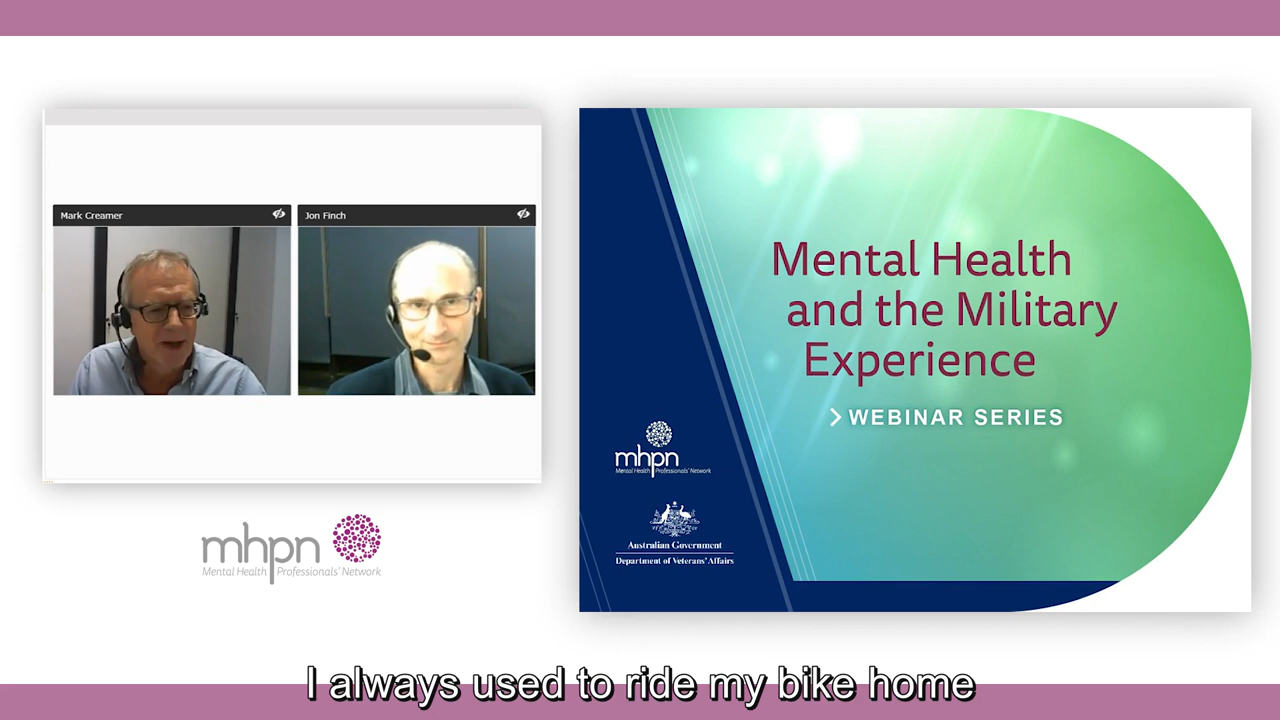 Mark Creamer
Jon Finch
mhpn
Mental Health Professionals' Network
Mental Health
and the Military
Experience
WEBINAR SERIES
mhpn
Mental Health Professionals' Network
Australian Government
Department of Veterans' Affairs
I always used to ride my bike home